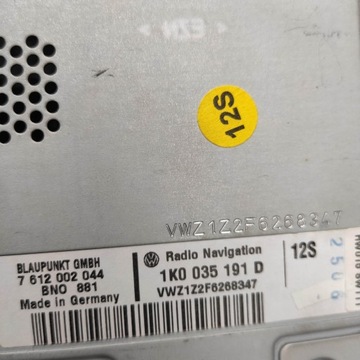 12S
VWZ1Z2F6268347
BLAUPUNKT GMBH
7 612 002 044
BNO 881
Made in Germany
Radio Navigation
1K0 035 191 D
VWZ1Z2F6268347
12S